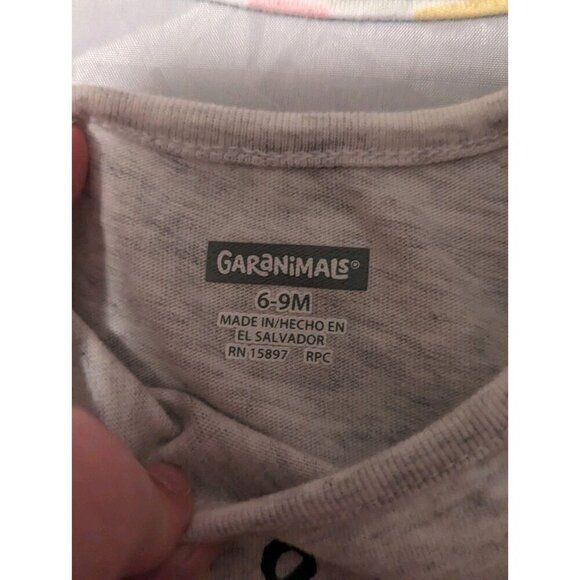 GARANIMALS®
6-9M
MADE IN/HECHO EN
EL SALVADOR
RN 15897 RPC